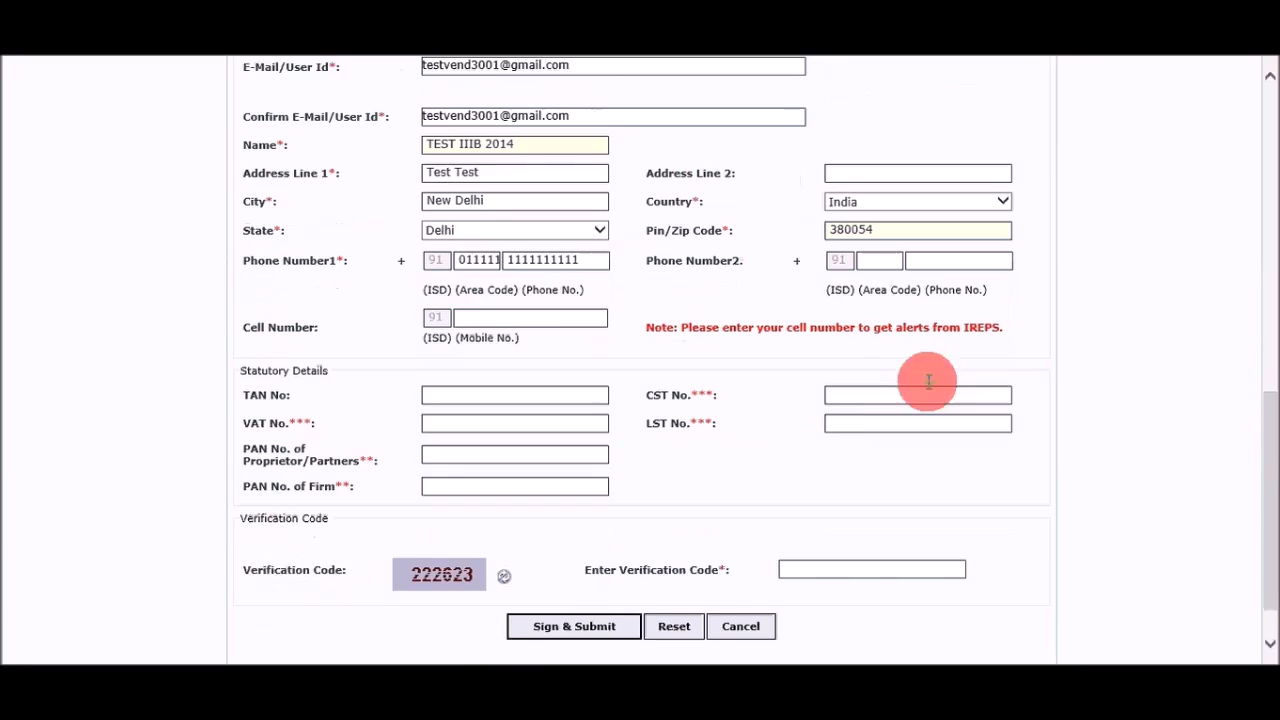 E-Mail/User Id*: testvend3001@gmail.com
Confirm E-Mail/User Id*: testvend3001@gmail.com
Name*: TEST IIIB 2014
Address Line 1*: Test Test Address Line 2:
City*: New Delhi Country*: India
State*: Delhi Pin/Zip Code*: 380054
Phone Number1*: + 91 011111 1111111111 Phone Number2. + 91
(ISD) (Area Code) (Phone No.) (ISD) (Area Code) (Phone No.)
91
Cell Number: Note: Please enter your cell number to get alerts from IREPS.
(ISD) (Mobile No.)
Statutory Details
TAN No: CST No.***:
VAT No.***: LST No.***:
PAN No. of
Proprietor/Partners**:
PAN No. of Firm**:
Verification Code
Verification Code: 222623 Enter Verification Code*:
Sign & Submit Reset Cancel